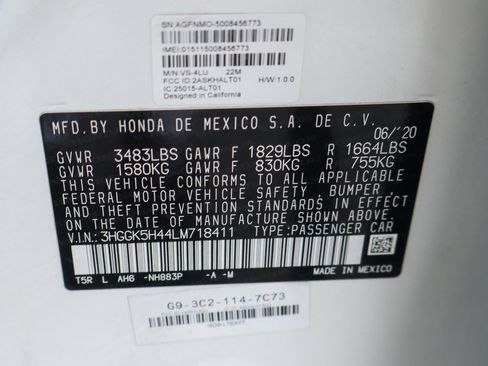 SN:AGFNMO-5008456773
IMEI:015115008456773
M/N:VS-4LU 22M
FCC ID:2ASKHALT01 H/W:1.0.0
IC:25015-ALT01
Designed in California
MFD.BY HONDA DE MEXICO S.A. DE C.V.
06/'20
GVWR 3483LBS GAWR F 1829LBS R 1664LBS
GVWR 1580KG GAWR F 830KG R 755KG
THIS VEHICLE CONFORMS TO ALL APPLICABLE
FEDERAL MOTOR VEHICLE SAFETY, BUMPER
AND THEFT PREVENTION STANDARDS IN EFFECT
ON THE DATE OF MANUFACTURE SHOWN ABOVE.
V.I.N.:3HGGK5H44LM718411 TYPE:PASSENGER CAR
T5R L AH6 -NH883P -A -M
MADE IN MEXICO
G9-3C2-114-7C73